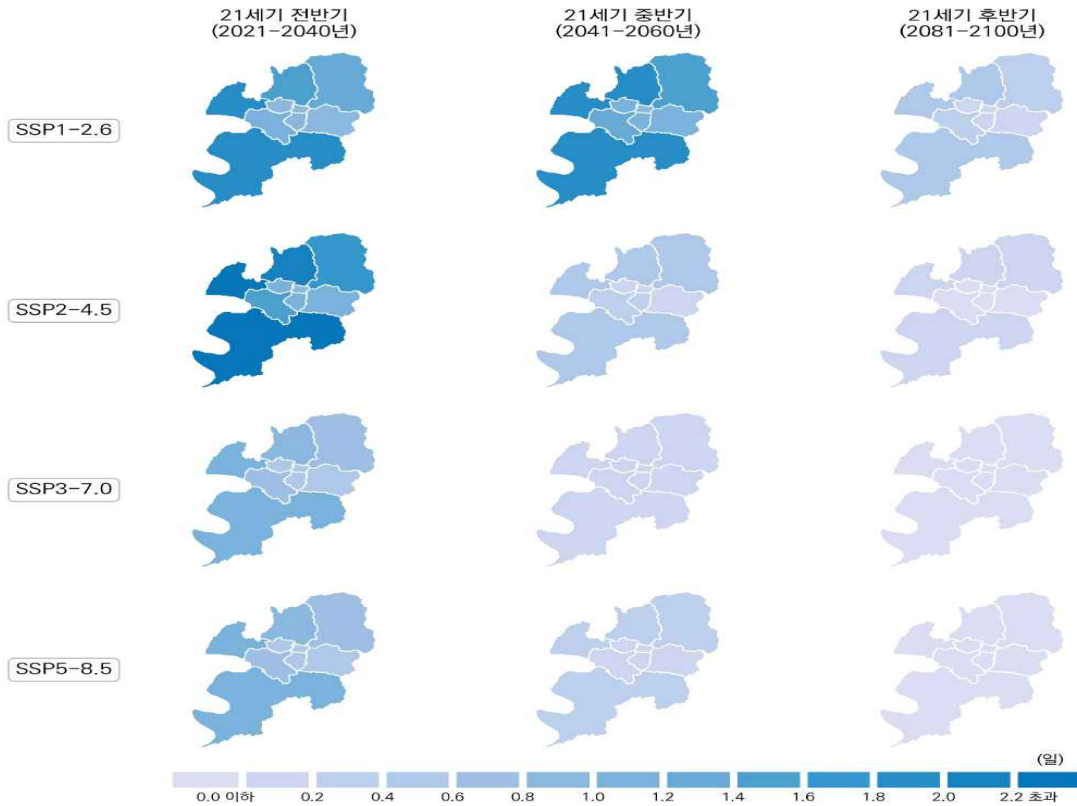 21세기 전반기
(2021-2040년)
21세기 중반기
(2041-2060년)
21세기 후반기
(2081-2100년)
SSP1-2.6
SSP2-4.5
SSP3-7.0
SSP5-8.5
(일)
0.0 이하 0.2 0.4 0.6 0.8 1.0 1.2 1.4 1.6 1.8 2.0 2.2 초과